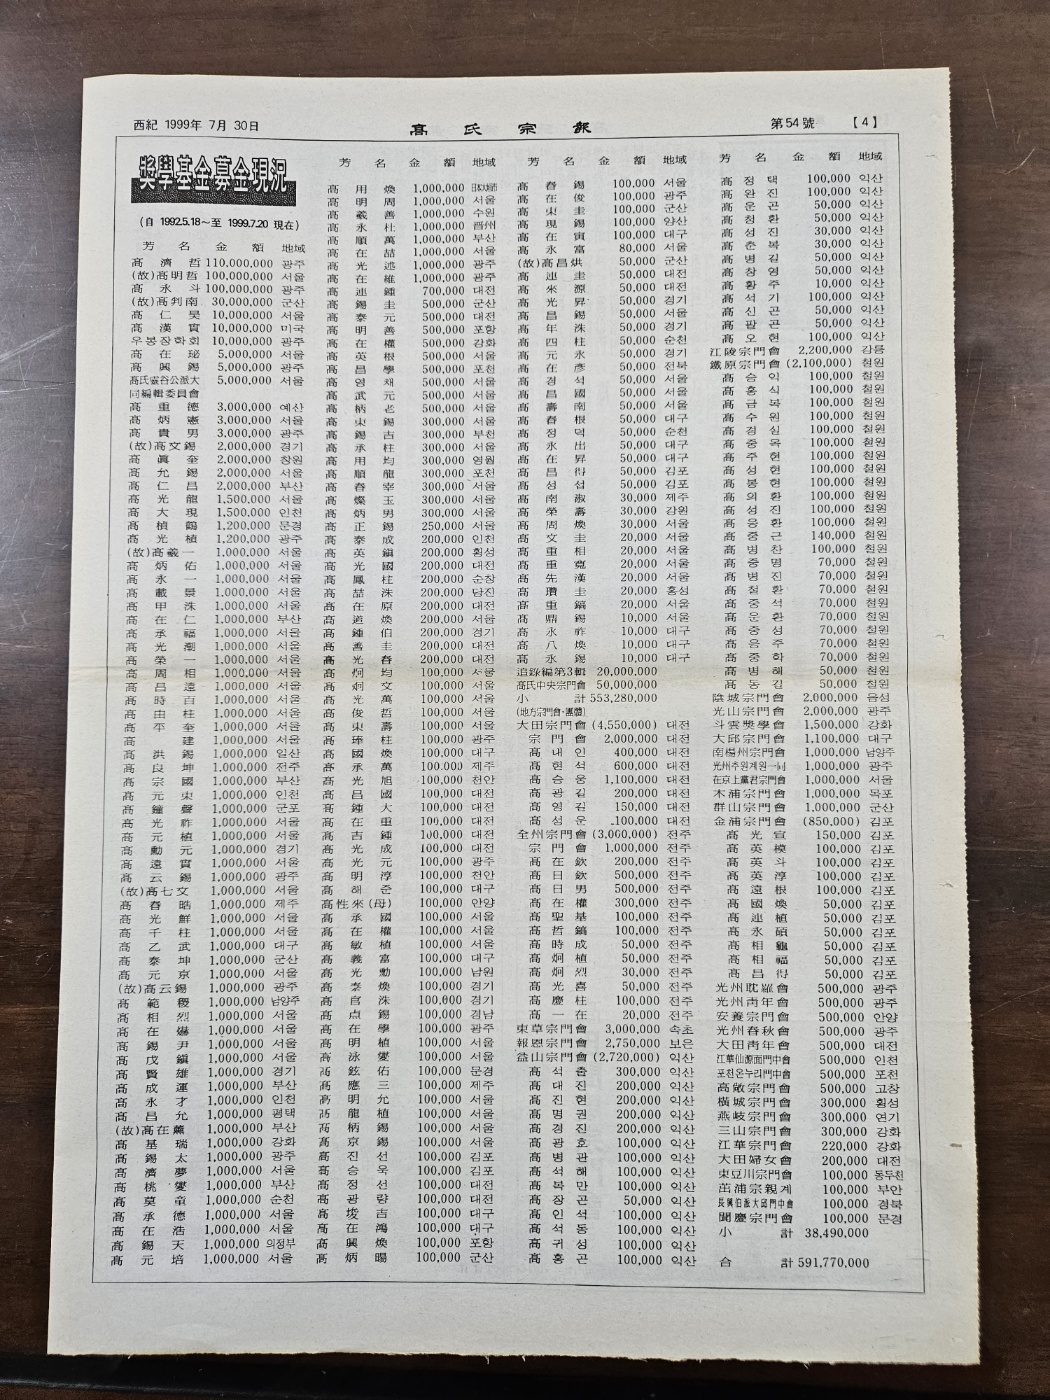 西紀 1999年 7月 30日
高氏宗報
第54號 【4】
奬學基金募金現況
(自 1992.5.18~至 1999.7.20 現在)
芳名 金額 地域
高濟哲 110,000,000 광주
(故)高明哲 100,000,000 서울
高永斗 100,000,000 광주
(故)高判南 30,000,000 군산
高仁旲 10,000,000 서울
高漢實 10,000,000 미국
우봉장학회 10,000,000 광주
高在珌 5,000,000 서울
高興錫 5,000,000 광주
高氏靈谷公派大同編輯委員會 5,000,000 서울
高重德 3,000,000 예산
高炳憲 3,000,000 서울
高貴男 3,000,000 광주
(故)高文錫 2,000,000 경기
高眞奎 2,000,000 창원
高允錫 2,000,000 서울
高仁昌 2,000,000 부산
高光龍 1,500,000 서울
高大現 1,500,000 인천
高楨鶴 1,200,000 문경
高光植 1,200,000 광주
(故)高羲一 1,000,000 서울
高炳佑 1,000,000 서울
高永一 1,000,000 서울
高載景 1,000,000 서울
高甲洙 1,000,000 서울
高在仁 1,000,000 부산
高承福 1,000,000 서울
高光潮 1,000,000 서울
高榮一 1,000,000 서울
高周相 1,000,000 서울
高昌遠 1,000,000 서울
高時百 1,000,000 서울
高由柱 1,000,000 서울
高平奎 1,000,000 서울
高建 1,000,000 서울
高洪錫 1,000,000 일산
高良坤 1,000,000 전주
高宗國 1,000,000 부산
高元東 1,000,000 인천
高鐘聲 1,000,000 군포
高光祚 1,000,000 서울
高元植 1,000,000 서울
高勳元 1,000,000 경기
高遠實 1,000,000 서울
高云錫 1,000,000 광주
(故)高七文 1,000,000 서울
高春晧 1,000,000 제주
高光鮮 1,000,000 서울
高千柱 1,000,000 서울
高乙武 1,000,000 대구
高泰坤 1,000,000 군산
高元京 1,000,000 서울
(故)高云錫 1,000,000 광주
高範稷 1,000,000 남양주
高相烈 1,000,000 서울
高在爀 1,000,000 서울
高錫尹 1,000,000 서울
高戊鎭 1,000,000 서울
高賢雄 1,000,000 경기
高成運 1,000,000 부산
高永才 1,000,000 인천
高昌允 1,000,000 평택
(故)高在薰 1,000,000 부산
高基瑞 1,000,000 강화
高錫太 1,000,000 광주
高濟夢 1,000,000 서울
高桃燮 1,000,000 부산
高莫童 1,000,000 순천
高承德 1,000,000 서울
高在浩 1,000,000 서울
高錫天 1,000,000 의정부
高元培 1,000,000 서울
芳名 金額 地域
高用煥 1,000,000
高明周 1,000,000 서울
高羲善 1,000,000 수원
高永杜 1,000,000 晋州
高順萬 1,000,000 부산
高在喆 1,000,000 서울
高光述 1,000,000 광주
高在維 1,000,000 광주
高連鍾 700,000 대전
高錫圭 500,000 군산
高泰元 500,000 대전
高明善 500,000 포항
高在權 500,000 강화
高英根 500,000 서울
高昌學 500,000 포천
高容琡 500,000 서울
高武元 500,000 서울
高柄老 500,000 서울
高東錫 300,000 서울
高錫吉 300,000 부천
高承柱 300,000 서울
高用均 300,000 영월
高順龍 300,000 포천
高春宰 300,000 서울
高燦玉 300,000 서울
高炳男 300,000 서울
高正錫 250,000 서울
高泰成 200,000 인천
高英鎭 200,000 횡성
高光國 200,000 대전
高鳳柱 200,000 순창
高喆洙 200,000 당진
高在原 200,000 대전
高道煥 200,000 서울
高鍾伯 200,000 경기
高善圭 200,000 대전
高光春 200,000 대전
高炯均 100,000 서울
高炯文 100,000 서울
高光萬 100,000 서울
高俊哲 100,000 서울
高東壽 100,000 서울
高琫柱 100,000 광주
高國煥 100,000 대구
高承萬 100,000 제주
高光旭 100,000 천안
高昌國 100,000 대전
高鍾大 100,000 대전
高在重 100,000 대전
高吉鍾 100,000 대전
高光成 100,000 대전
高光元 100,000 광주
高明淳 100,000 천안
高해준 100,000 대구
高性來(母) 100,000 안양
高承國 100,000 서울
高在權 100,000 서울
高敏植 100,000 서울
高義富 100,000 대구
高光勳 100,000 남원
高泰煥 100,000 경기
高官洙 100,000 경기
高点錫 100,000 경남
高在學 100,000 광주
高明植 100,000 서울
高泳燮 100,000 서울
高鉉佑 100,000 문경
高應三 100,000 제주
高明允 100,000 서울
高龍植 100,000 서울
高柄錫 100,000 서울
高京錫 100,000 서울
高진선 100,000 김포
高승욱 100,000 김포
高정선 100,000 대전
高광량 100,000 대전
高埈吉 100,000 대구
高在鴻 100,000 대구
高興煥 100,000 포항
高炳暘 100,000 군산
芳名 金額 地域
高春錫 100,000 서울
高在俊 100,000 광주
高東圭 100,000 군산
高現錫 100,000 양산
高在寅 100,000 대구
高永富 80,000 서울
(故)高昌烘 50,000 군산
高連圭 50,000 대전
高來源 50,000 대전
高光昇 50,000 경기
高昌錫 50,000 서울
高年洙 50,000 경기
高四柱 50,000 순천
高元永 50,000 경기
高在彦 50,000 전북
高경석 50,000 서울
高昌國 50,000 서울
高壽南 50,000 서울
高春根 50,000 대구
高정덕 50,000 순천
高永出 50,000 대구
高在昇 50,000 대구
高昌得 50,000 김포
高성섭 50,000 김포
高南淑 30,000 제주
高榮壽 30,000 강원
高周煥 30,000 서울
高文圭 20,000 서울
高重相 20,000 서울
高重寬 20,000 서울
高先漢 20,000 서울
高瓚圭 20,000 홍성
高重鎬 20,000 서울
高鼎錫 10,000 서울
高永祚 10,000 대구
高八煥 10,000 대구
高永錫 10,000 대구
追錄編第3輯 20,000,000
高氏中央宗門會 50,000,000
小計 553,280,000
(地方宗門會·團體)
大田宗門會 (4,550,000) 대전
宗門會 2,000,000 대전
高내인 400,000 대전
高현석 600,000 대전
高승웅 1,100,000 대전
高광길 200,000 대전
高영길 150,000 대전
高성운 100,000 대전
全州宗門會 (3,060,000) 전주
宗門會 1,000,000 전주
高在欽 200,000 전주
高日欽 500,000 전주
高日男 500,000 전주
高在權 300,000 전주
高聖基 100,000 전주
高哲鎬 100,000 전주
高時成 50,000 전주
高炯植 50,000 전주
高炯烈 30,000 전주
高光喜 50,000 전주
高慶柱 100,000 전주
高一在 20,000 전주
束草宗門會 3,000,000 속초
報恩宗門會 2,750,000 보은
益山宗門會 (2,720,000) 익산
高석출 300,000 익산
高대진 200,000 익산
高진현 200,000 익산
高병권 200,000 익산
高경진 200,000 익산
高광호 100,000 익산
高병관 100,000 익산
高석해 100,000 익산
高복만 100,000 익산
高장곤 50,000 익산
高인석 100,000 익산
高석동 100,000 익산
高귀성 100,000 익산
高홍곤 100,000 익산
芳名 金額 地域
高정택 100,000 익산
高완진 100,000 익산
高운곤 50,000 익산
高침환 50,000 익산
高성진 30,000 익산
高춘복 30,000 익산
高병길 50,000 익산
高창영 50,000 익산
高황주 10,000 익산
高석기 100,000 익산
高신곤 50,000 익산
高팔곤 50,000 익산
高오현 100,000 익산
江陵宗門會 2,200,000 강릉
鐵原宗門會 (2,100,000) 철원
高승익 100,000 철원
高홍식 100,000 철원
高금복 100,000 철원
高수원 100,000 철원
高경심 100,000 철원
高중옥 100,000 철원
高주현 100,000 철원
高성현 100,000 철원
高봉현 100,000 철원
高의환 100,000 철원
高성진 100,000 철원
高응환 100,000 철원
高중근 140,000 철원
高병찬 100,000 철원
高중명 70,000 철원
高병진 70,000 철원
高철환 70,000 철원
高중석 70,000 철원
高운환 70,000 철원
高중성 70,000 철원
高응주 70,000 철원
高중화 70,000 철원
高병해 50,000 철원
高동길 50,000 철원
陰城宗門會 2,000,000 음성
光山宗門會 2,000,000 광주
斗雲奬學會 1,500,000 강화
大邱宗門會 1,100,000 대구
南楊州宗門會 1,000,000 남양주
光州주원계원一同 1,000,000 광주
在京上黨君宗門會 1,000,000 서울
木浦宗門會 1,000,000 목포
群山宗門會 1,000,000 군산
金浦宗門會 (850,000) 김포
高光宣 150,000 김포
高英模 100,000 김포
高英斗 100,000 김포
高英淳 100,000 김포
高遠根 100,000 김포
高國煥 50,000 김포
高連植 50,000 김포
高永碩 50,000 김포
高相龜 50,000 김포
高相福 50,000 김포
高昌得 50,000 김포
光州耽羅會 500,000 광주
光州靑年會 500,000 광주
安養宗門會 500,000 안양
光州春秋會 500,000 광주
大田靑年會 500,000 대전
江華仙源面門中會 500,000 인천
포천온누리門中會 500,000 포천
高敞宗門會 500,000 고창
橫城宗門會 300,000 횡성
燕岐宗門會 300,000 연기
三山宗門會 300,000 강화
江華宗門會 220,000 강화
大田婦女會 200,000 대전
東豆川宗門會 100,000 동두천
茁浦宗親계 100,000 부안
長興伯派大邱門中會 100,000 경북
聞慶宗門會 100,000 문경
小計 38,490,000
合計 591,770,000